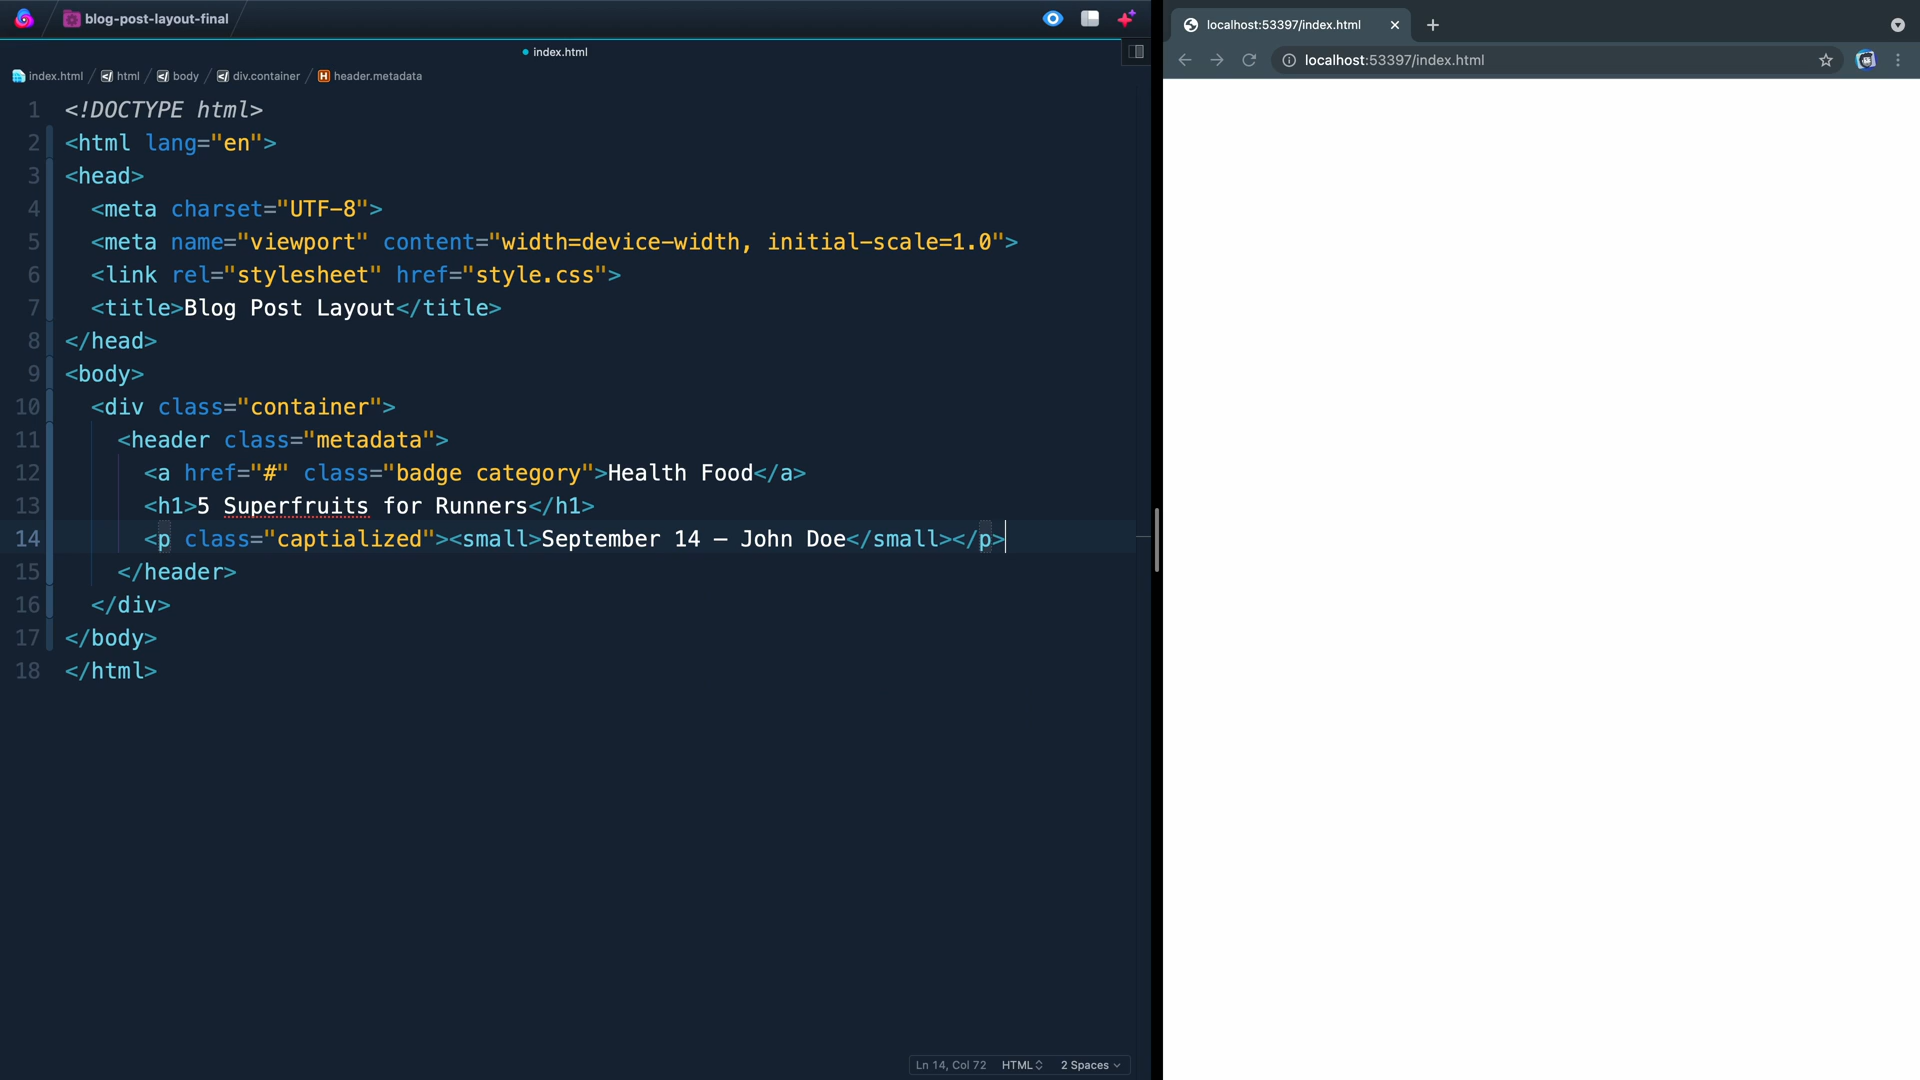 blog-post-layout-final
index.html
index.html html body div.container header.metadata
1 <!DOCTYPE html>
2 <html lang="en">
3 <head>
4 <meta charset="UTF-8">
5 <meta name="viewport" content="width=device-width, initial-scale=1.0">
6 <link rel="stylesheet" href="style.css">
7 <title>Blog Post Layout</title>
8 </head>
9 <body>
10 <div class="container">
11 <header class="metadata">
12 <a href="#" class="badge category">Health Food</a>
13 <h1>5 Superfruits for Runners</h1>
14 <p class="captialized"><small>September 14 — John Doe</small></p>
15 </header>
16 </div>
17 </body>
18 </html>
Ln 14, Col 72 HTML 2 Spaces
localhost:53397/index.html
localhost:53397/index.html